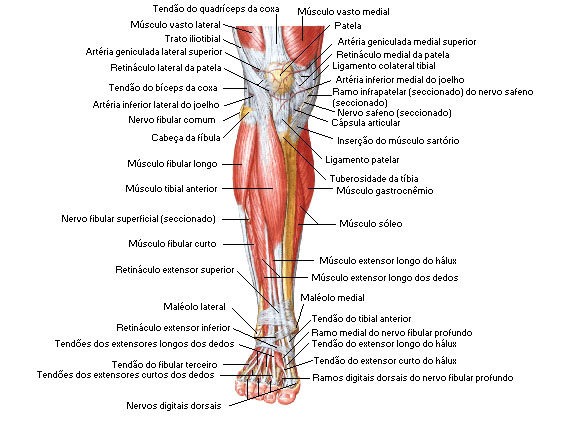 Tendão do quadríceps da coxa
Músculo vasto lateral
Trato iliotibial
Artéria geniculada lateral superior
Retináculo lateral da patela
Tendão do bíceps da coxa
Artéria inferior lateral do joelho
Nervo fibular comum
Cabeça da fíbula
Músculo fibular longo
Músculo tibial anterior
Nervo fibular superficial (seccionado)
Músculo fibular curto
Retináculo extensor superior
Maléolo lateral
Retináculo extensor inferior
Tendões dos extensores longos dos dedos
Tendão do fibular terceiro
Tendões dos extensores curtos dos dedos
Nervos digitais dorsais
Músculo vasto medial
Patela
Artéria geniculada medial superior
Retináculo medial da patela
Ligamento colateral tibial
Artéria inferior medial do joelho
Ramo infrapatelar (seccionado) do nervo safeno
(seccionado)
Nervo safeno (seccionado)
Cápsula articular
Inserção do músculo sartório
Ligamento patelar
Tuberosidade da tíbia
Músculo gastrocnêmio
Músculo sóleo
Músculo extensor longo do hálux
Músculo extensor longo dos dedos
Maléolo medial
Tendão do tibial anterior
Ramo medial do nervo fibular profundo
Tendão do extensor longo do hálux
Tendão do extensor curto do hálux
Ramos digitais dorsais do nervo fibular profundo